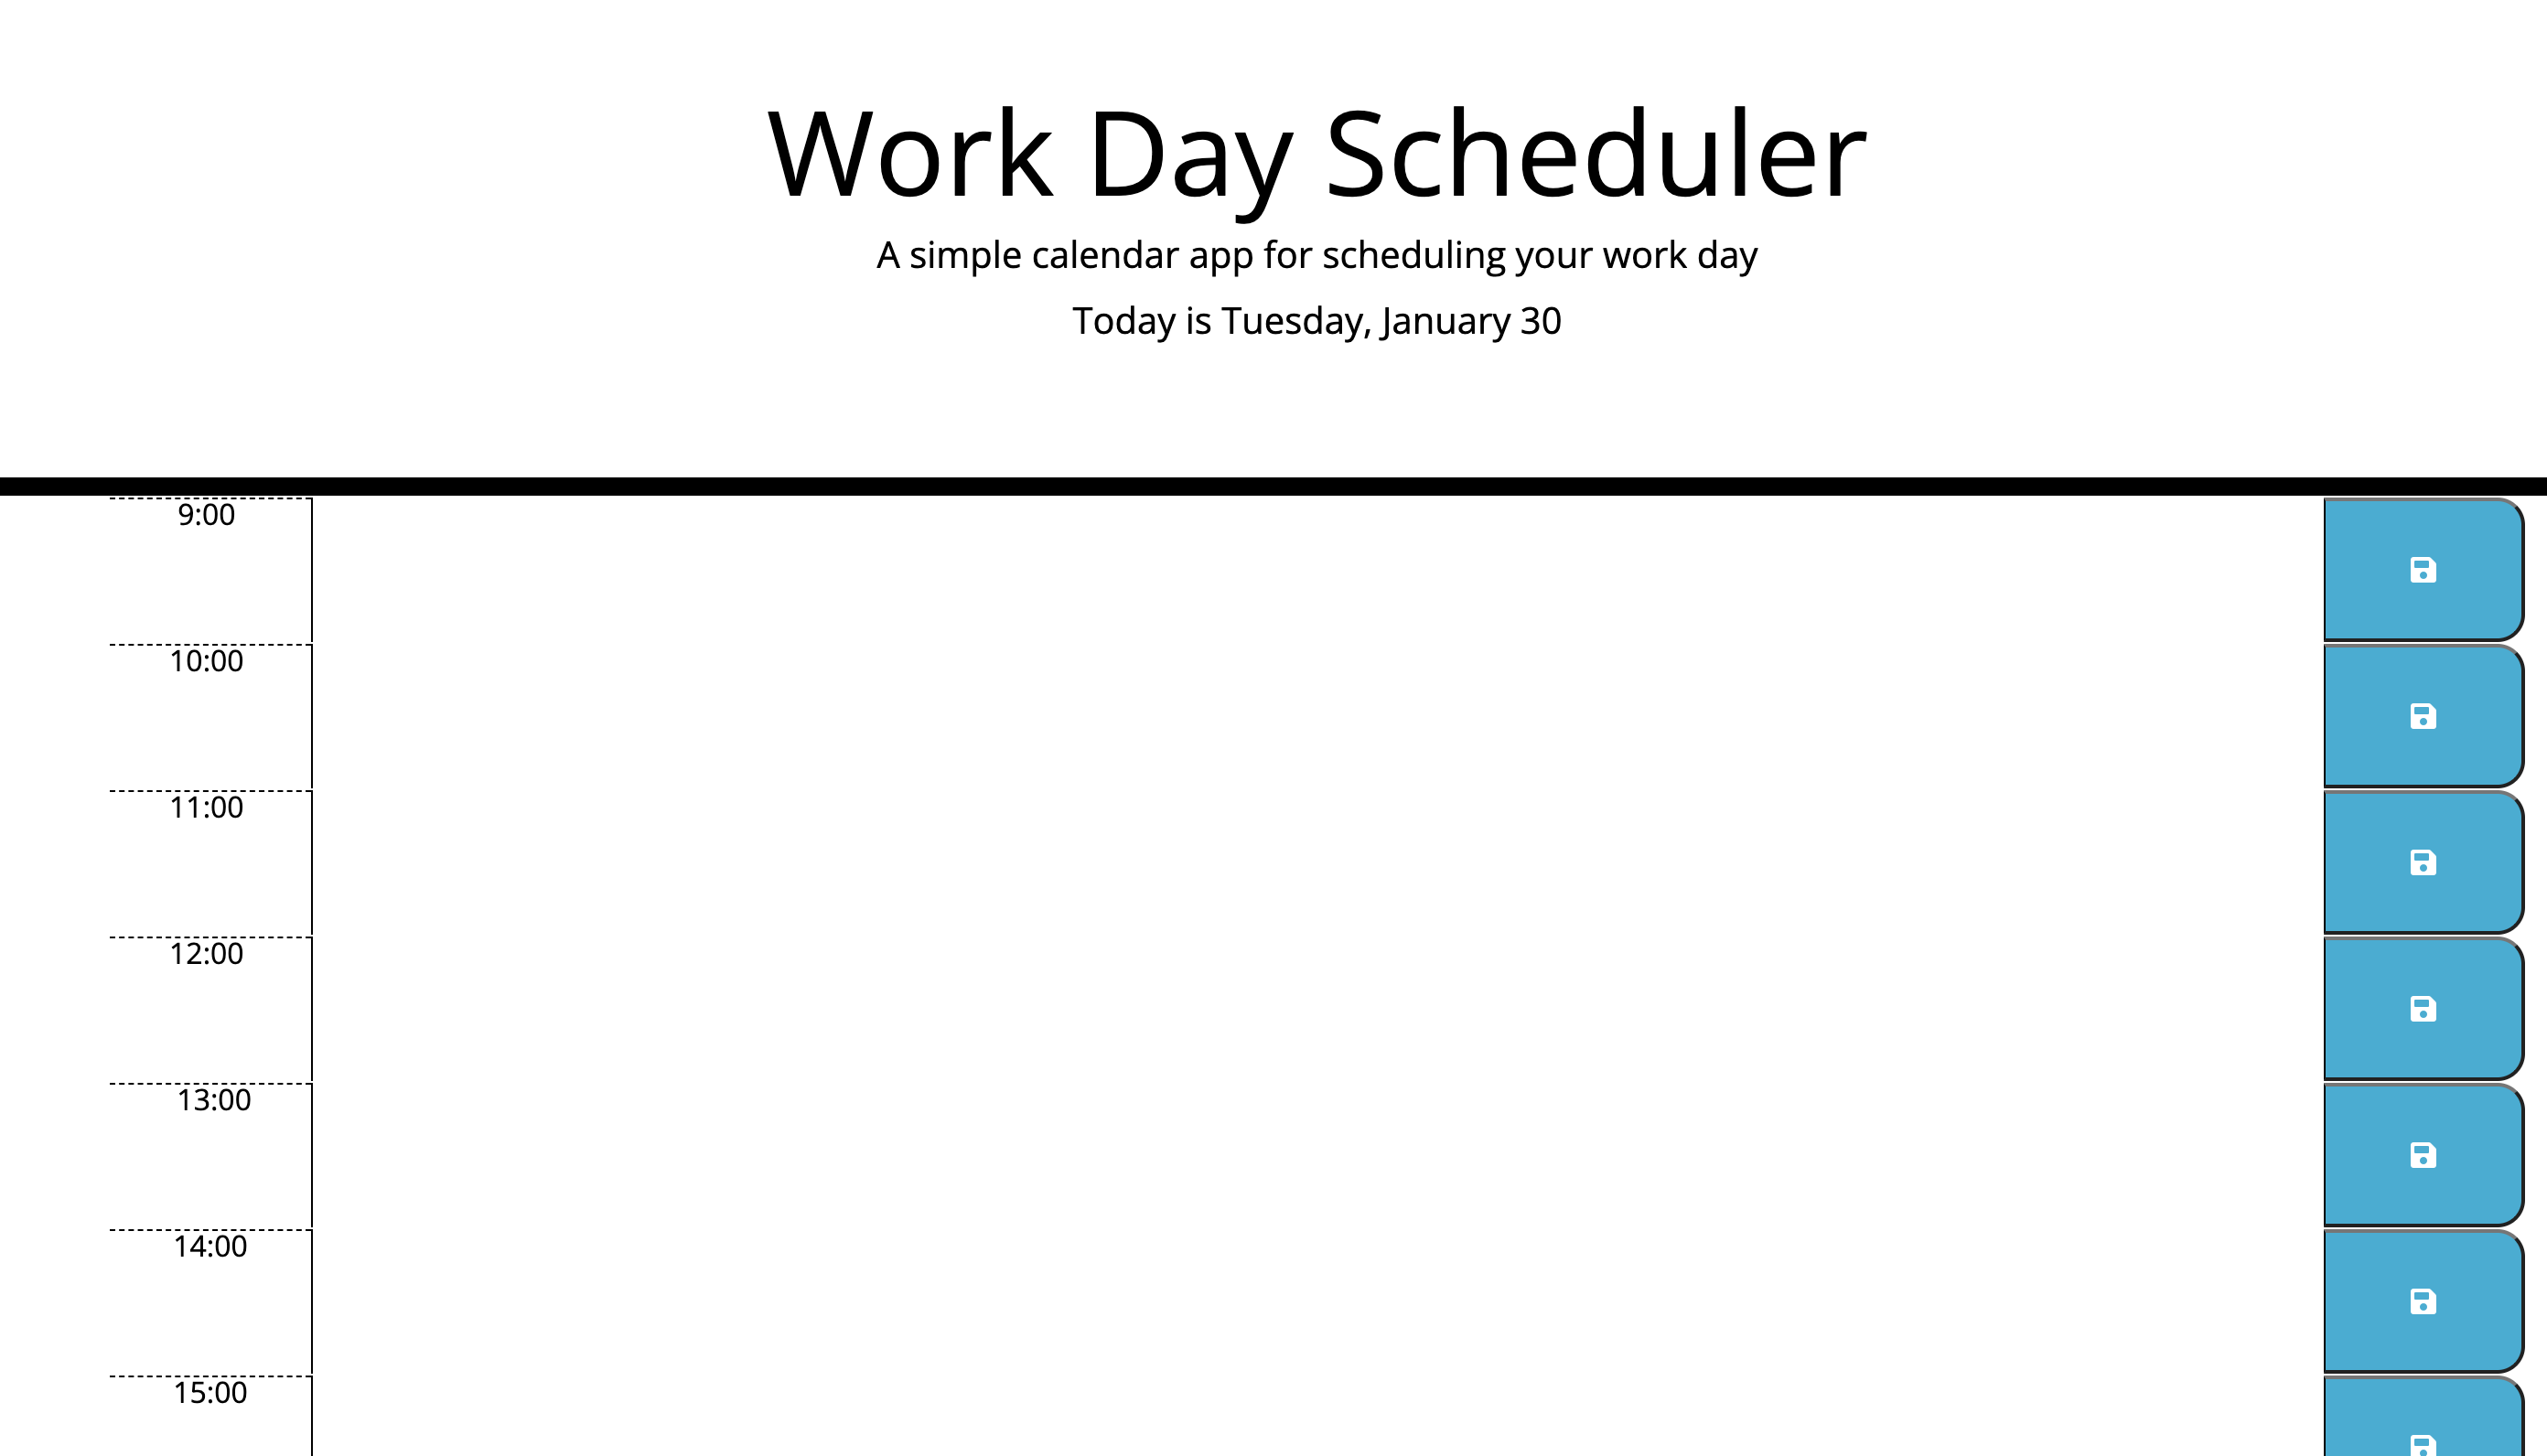 Work Day Scheduler
A simple calendar app for scheduling your work day
Today is Tuesday, January 30
9:00
10:00
11:00
12:00
13:00
14:00
15:00